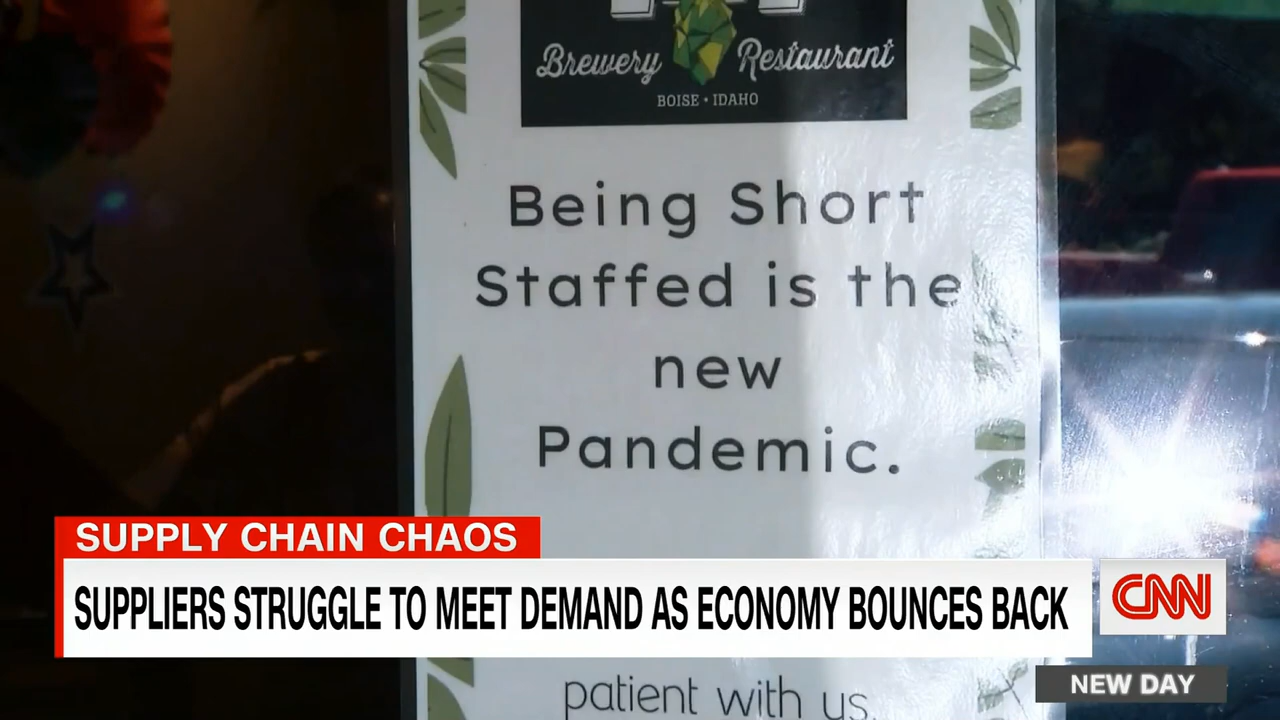 Brewery Restaurant
BOISE • IDAHO
Being Short
Staffed is the
new
Pandemic.
SUPPLY CHAIN CHAOS
SUPPLIERS STRUGGLE TO MEET DEMAND AS ECONOMY BOUNCES BACK
CNN
NEW DAY
patient with us.